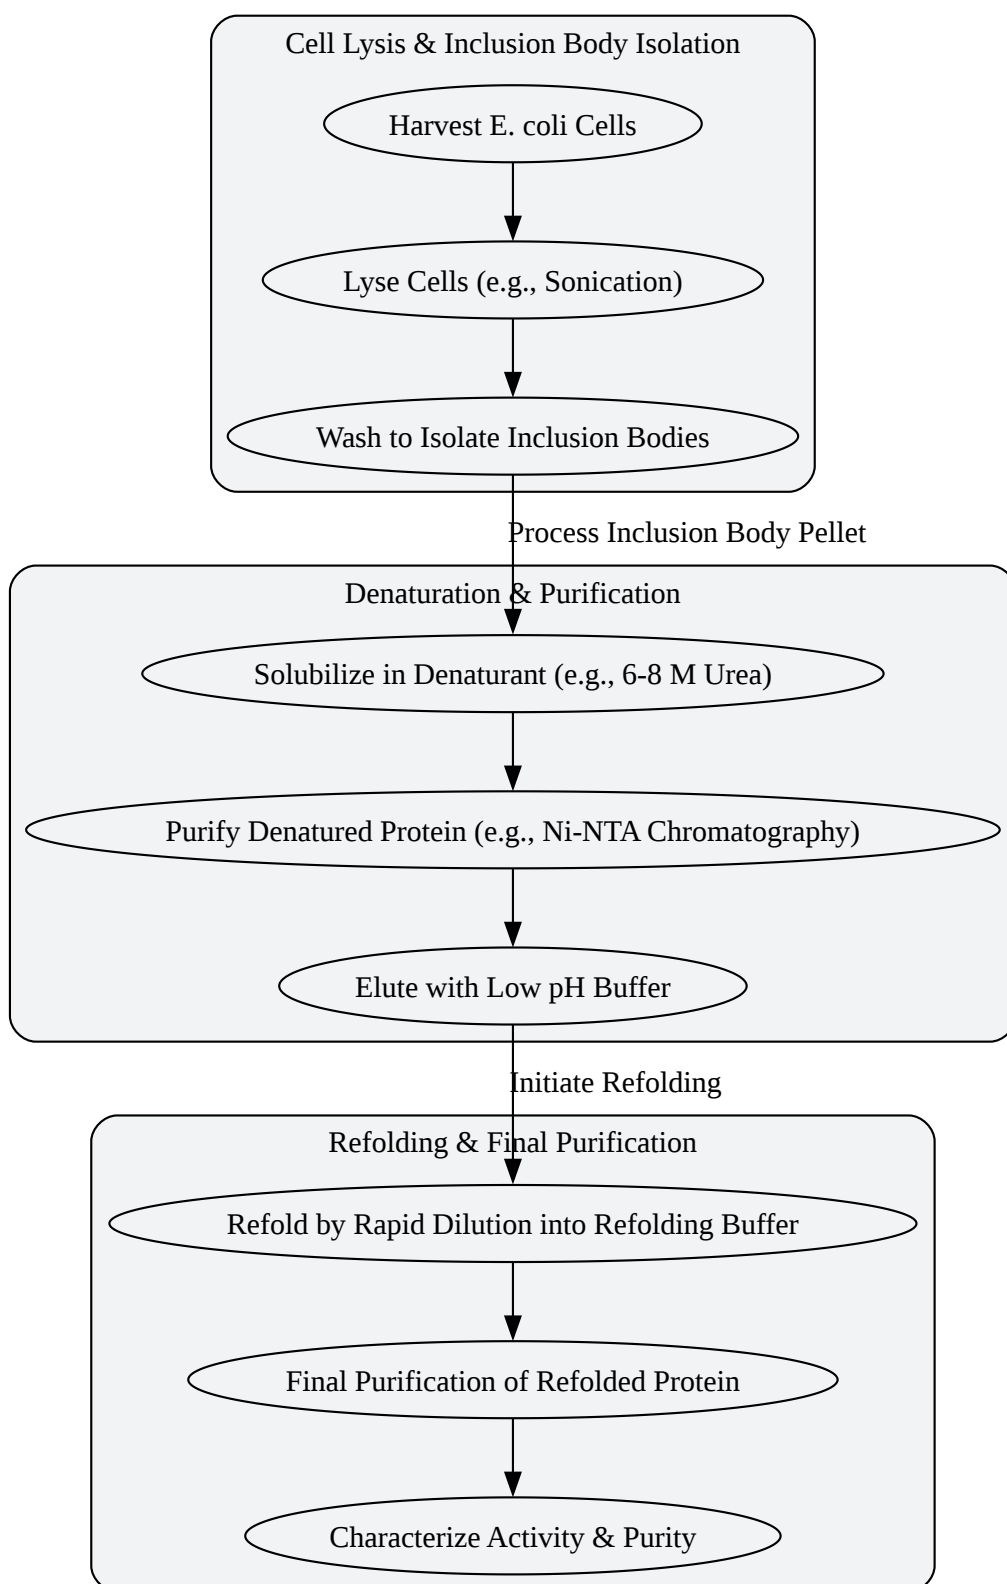 Cell Lysis & Inclusion Body Isolation
Harvest E. coli Cells
Lyse Cells (e.g., Sonication)
Wash to Isolate Inclusion Bodies
Process Inclusion Body Pellet
Denaturation & Purification
Solubilize in Denaturant (e.g., 6-8 M Urea)
Purify Denatured Protein (e.g., Ni-NTA Chromatography)
Elute with Low pH Buffer
Initiate Refolding
Refolding & Final Purification
Refold by Rapid Dilution into Refolding Buffer
Final Purification of Refolded Protein
Characterize Activity & Purity